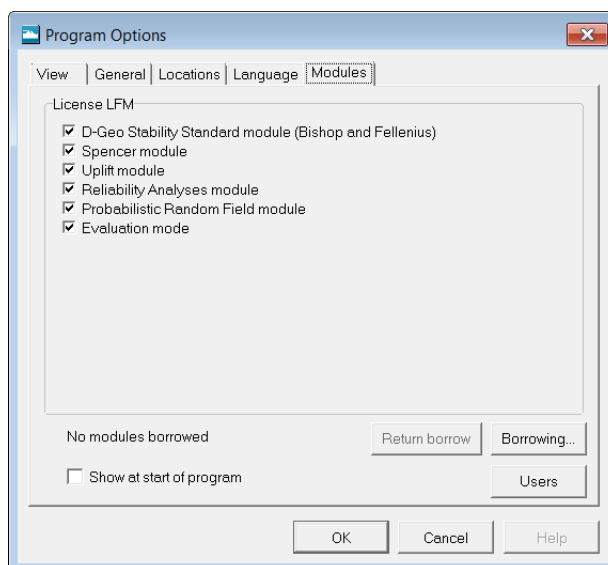 Program Options
View General Locations Language Modules
License LFM
D-Geo Stability Standard module (Bishop and Fellenius)
Spencer module
Uplift module
Reliability Analyses module
Probabilistic Random Field module
Evaluation mode
No modules borrowed Return borrow Borrowing...
Show at start of program Users
OK Cancel Help